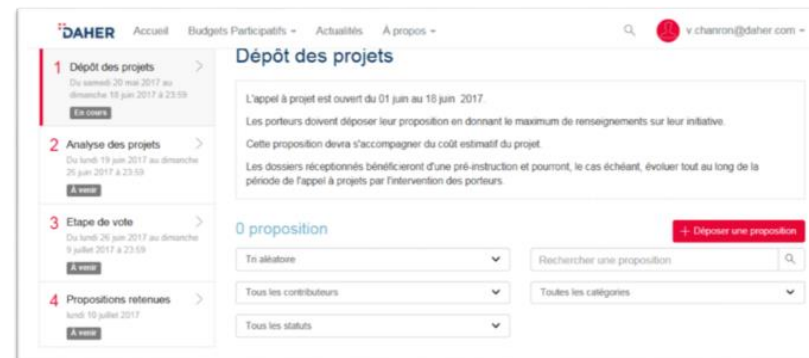 DAHER Accueil Budgets Participatifs Actualités À propos v.chanron@daher.com
1 Dépôt des projets
Du samedi 20 mai 2017 au
dimanche 18 juin 2017 à 23:59
En cours
2 Analyse des projets
Du lundi 19 juin 2017 au dimanche
25 juin 2017 à 23:59
À venir
3 Etape de vote
Du lundi 26 juin 2017 au dimanche
9 juillet 2017 à 23:59
À venir
4 Propositions retenues
lundi 10 juillet 2017
À venir
Dépôt des projets
L'appel à projet est ouvert du 01 juin au 18 juin 2017.
Les porteurs doivent déposer leur proposition en donnant le maximum de renseignements sur leur initiative.
Cette proposition devra s'accompagner du coût estimatif du projet.
Les dossiers réceptionnés bénéficieront d'une pré-instruction et pourront, le cas échéant, évoluer tout au long de la
période de l'appel à projets par l'intervention des porteurs.
0 proposition
+ Déposer une proposition
Tri aléatoire
Rechercher une proposition
Tous les contributeurs
Toutes les catégories
Tous les statuts